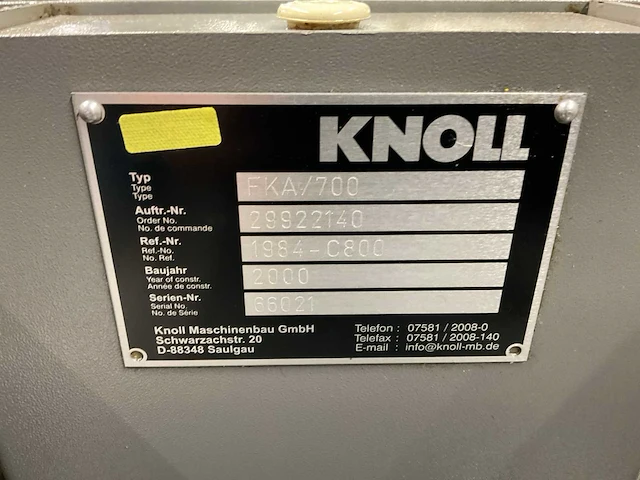 KNOLL
Typ FKA/700
Type
Type
Auftr.-Nr. 29922140
Order No.
No. de commande
Ref.-Nr. 1984-C800
Ref.-No.
No. Ref.
Baujahr 2000
Year of constr.
Année de constr.
Serien-Nr. 66021
Serial No.
No. de Série
Knoll Maschinenbau GmbH
Schwarzachstr. 20
D-88348 Saulgau
Telefon : 07581 / 2008-0
Telefax : 07581 / 2008-140
E-mail : info@knoll-mb.de